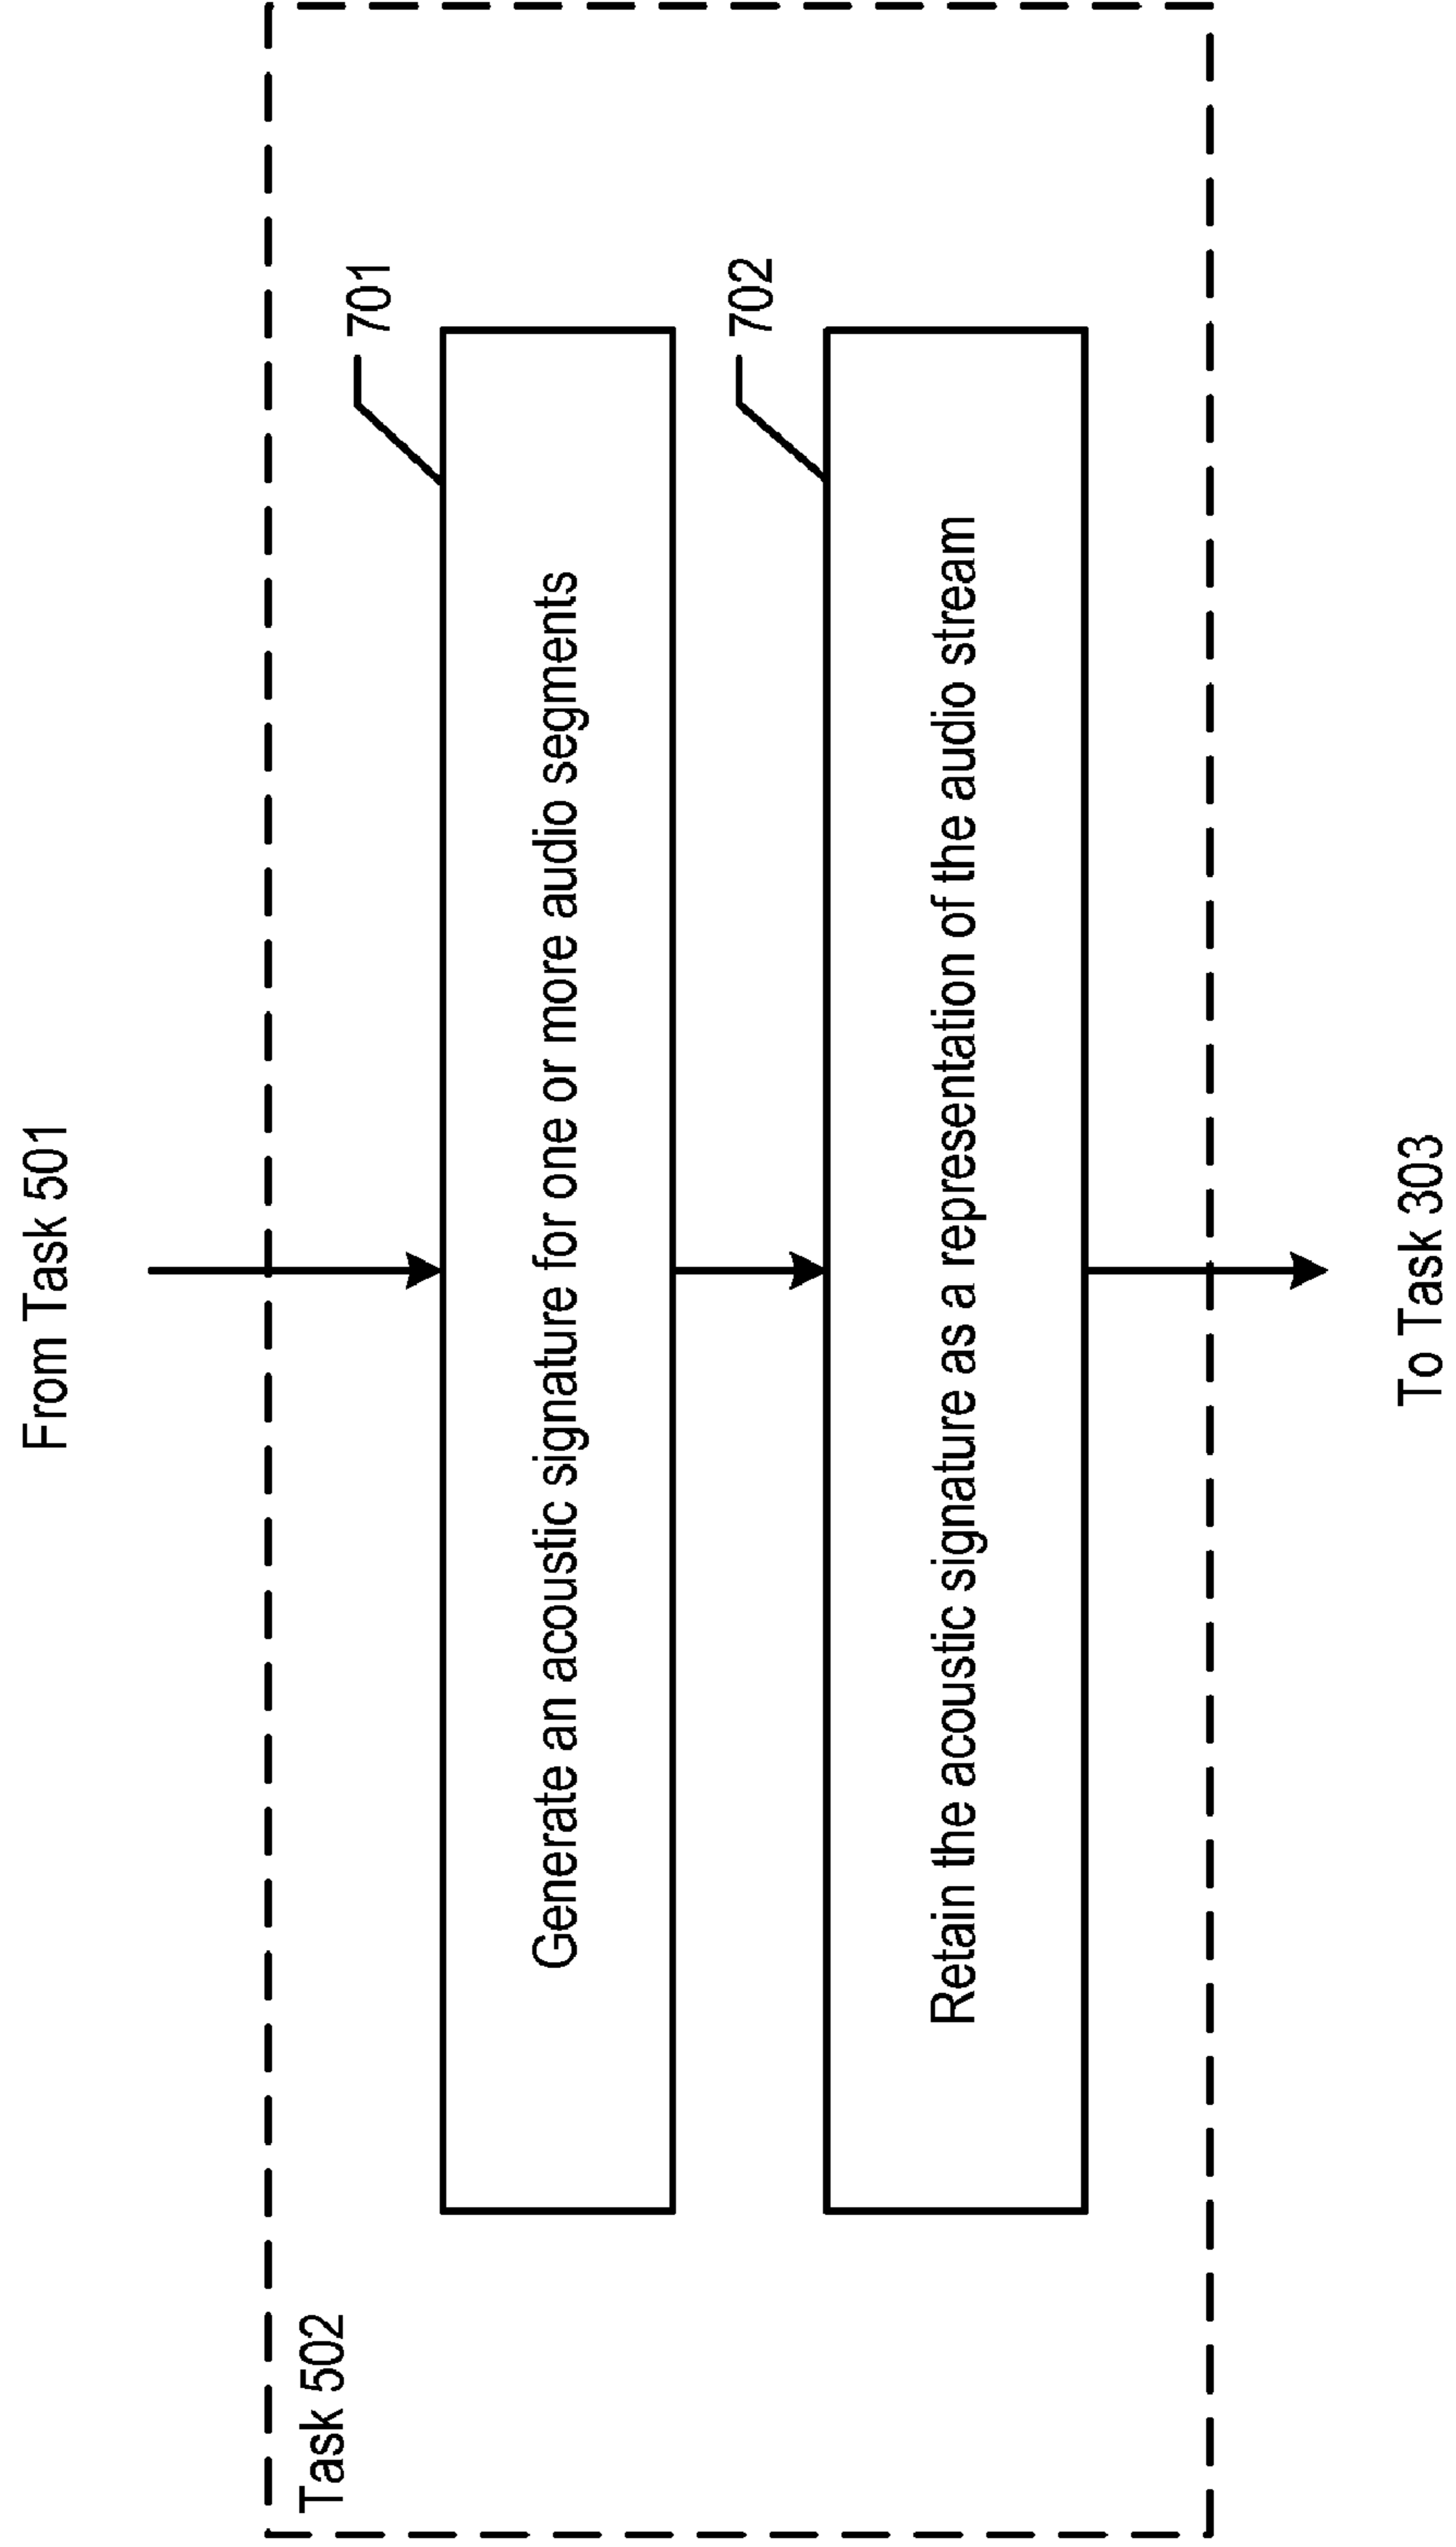 From Task 501
Task 502
701
Generate an acoustic signature for one or more audio segments
702
Retain the acoustic signature as a representation of the audio stream
To Task 303